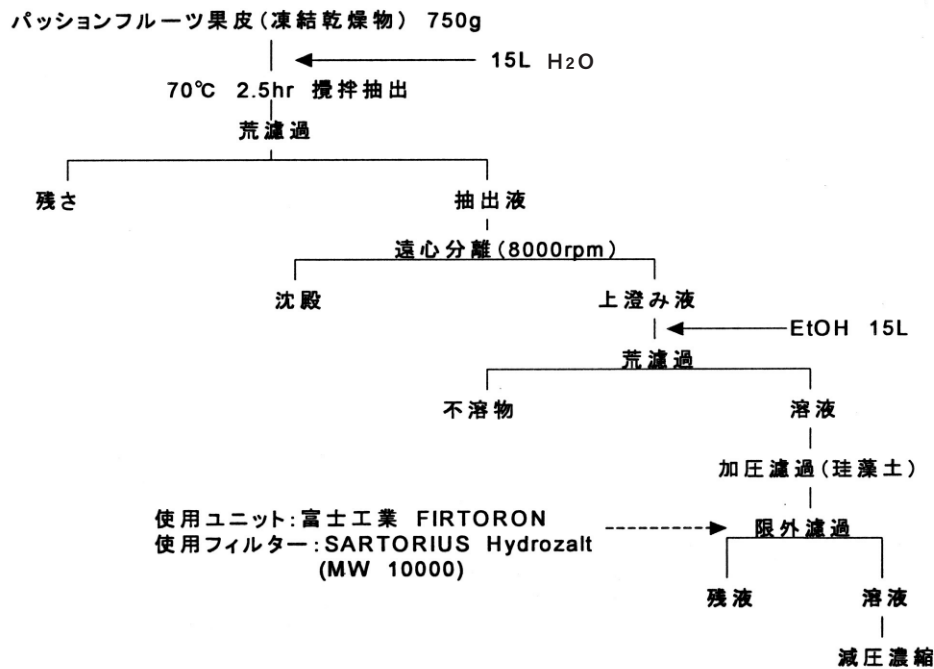 パッションフルーツ果皮(凍結乾燥物) 750g
15L H2O
70℃ 2.5hr 攪拌抽出
荒濾過
残さ
抽出液
遠心分離(8000rpm)
沈殿
上澄み液
EtOH 15L
荒濾過
不溶物
溶液
加圧濾過(珪藻土)
使用ユニット:富士工業 FIRTORON
限外濾過
使用フィルター:SARTORIUS Hydrozalt
(MW 10000)
残液
溶液
減圧濃縮